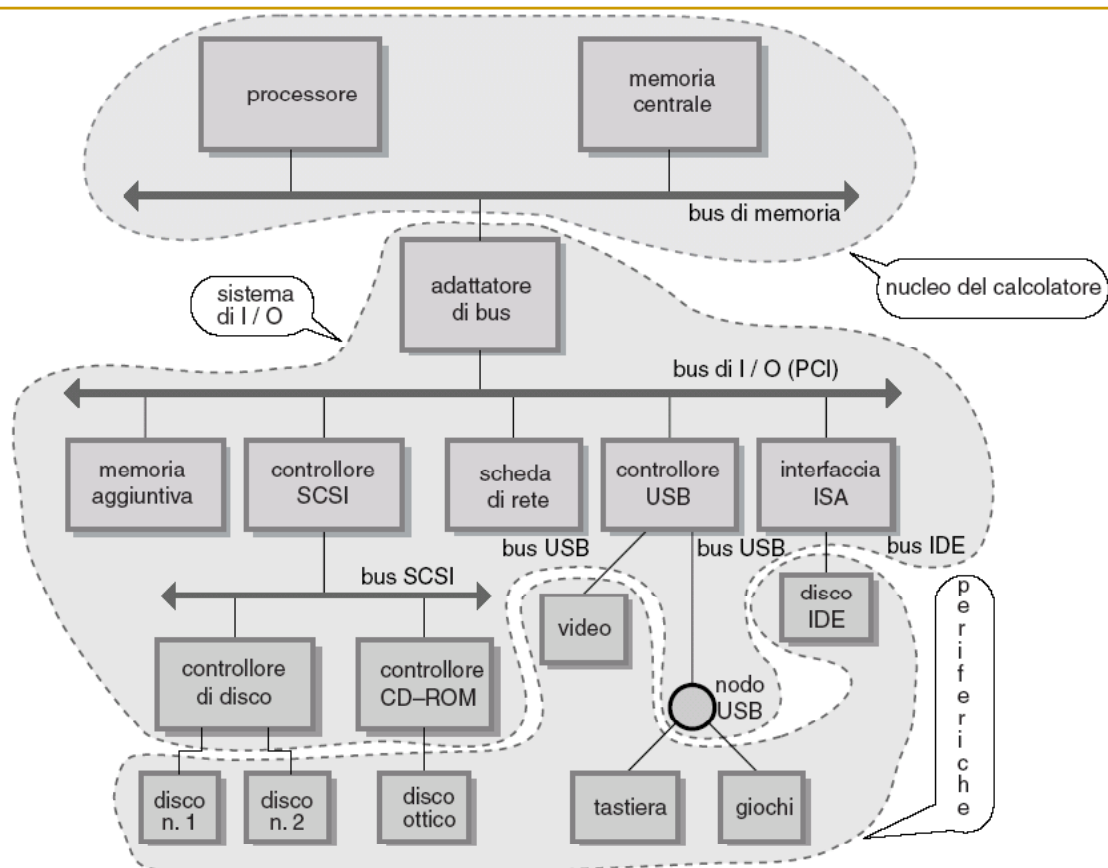 processore
memoria
centrale
bus di memoria
nucleo del calcolatore
sistema
di I / O
adattatore
di bus
bus di I / O (PCI)
memoria
aggiuntiva
controllore
SCSI
scheda
di rete
controllore
USB
interfaccia
ISA
bus USB
bus USB
bus IDE
bus SCSI
video
disco
IDE
periferiche
controllore
di disco
controllore
CD–ROM
nodo
USB
disco
n. 1
disco
n. 2
disco
ottico
tastiera
giochi